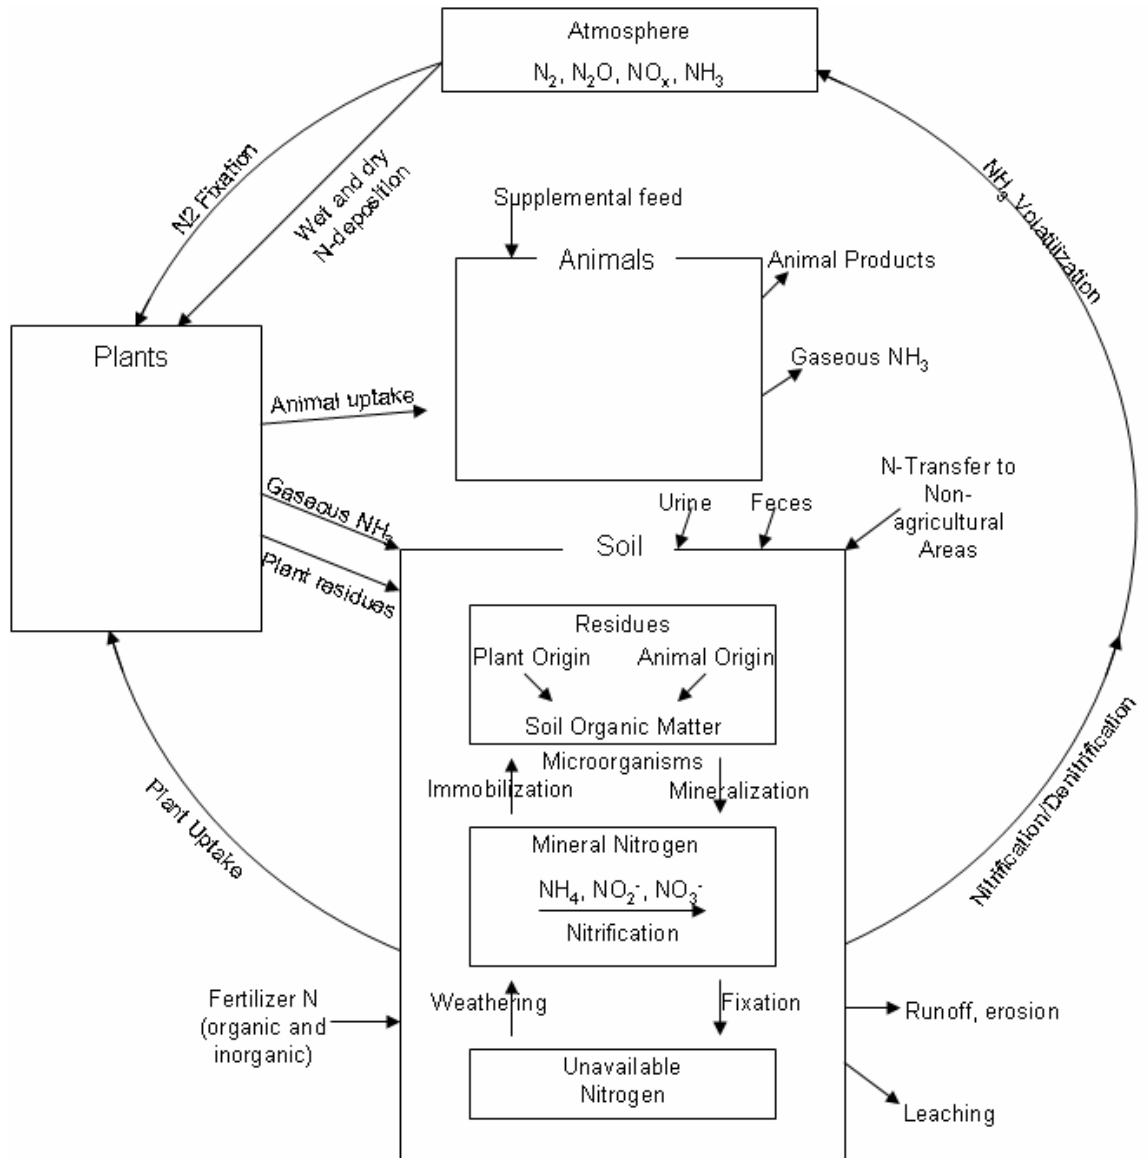 Atmosphere
N₂, N₂O, NOₓ, NH₃
N2 Fixation
Wet and dry
N-deposition
NH₃ Volatilization
Supplemental feed
Animals
Animal Products
Gaseous NH₃
Plants
Animal uptake
Gaseous NH₃
Plant residues
Urine
Feces
N-Transfer to
Non-
agricultural
Areas
Soil
Residues
Plant Origin
Animal Origin
Soil Organic Matter
Microorganisms
Immobilization
Mineralization
Mineral Nitrogen
NH₄, NO₂⁻, NO₃⁻
Nitrification
Plant Uptake
Nitrification/Denitrification
Weathering
Fixation
Fertilizer N
(organic and
inorganic)
Runoff, erosion
Unavailable
Nitrogen
Leaching